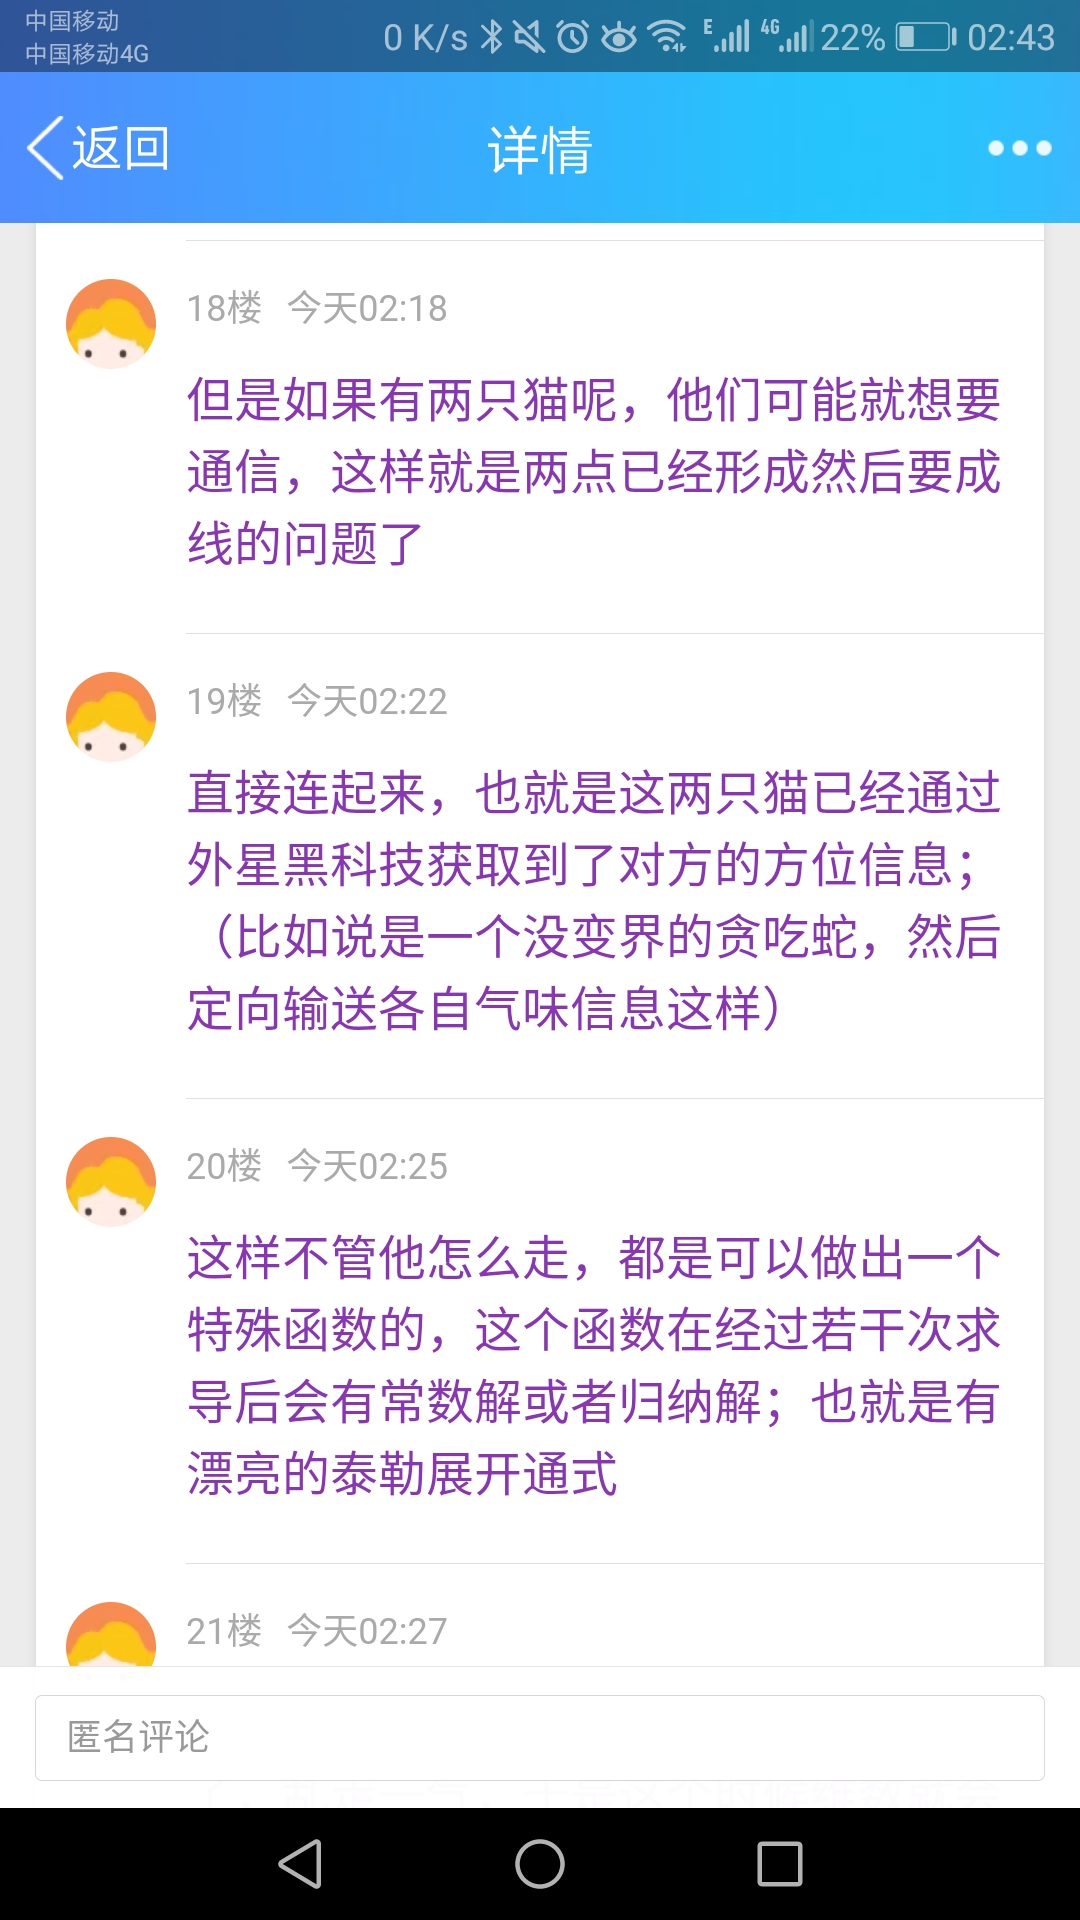 中国移动
中国移动4G
0 K/s
E
4G
22%
02:43
返回
详情
18楼 今天02:18
但是如果有两只猫呢，他们可能就想要
通信，这样就是两点已经形成然后要成
线的问题了
19楼 今天02:22
直接连起来，也就是这两只猫已经通过
外星黑科技获取到了对方的方位信息；
（比如说是一个没变界的贪吃蛇，然后
定向输送各自气味信息这样）
20楼 今天02:25
这样不管他怎么走，都是可以做出一个
特殊函数的，这个函数在经过若干次求
导后会有常数解或者归纳解；也就是有
漂亮的泰勒展开通式
21楼 今天02:27
匿名评论